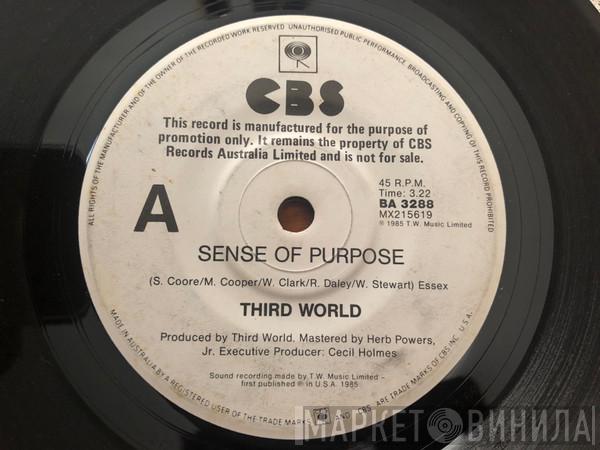 ALL RIGHTS OF THE MANUFACTURER AND OF THE OWNER OF THE RECORDED WORK RESERVED UNAUTHORISED PUBLIC PERFORMANCE BROADCASTING AND COPYING OF THIS RECORD PROHIBITED
CBS
This record is manufactured for the purpose of
promotion only. It remains the property of CBS
Records Australia Limited and is not for sale.
A
45 R.P.M.
Time: 3.22
BA 3288
MX215619
℗ 1985 T.W. Music Limited
SENSE OF PURPOSE
(S. Coore/M. Cooper/W. Clark/R. Daley/W. Stewart) Essex
THIRD WORLD
Produced by Third World. Mastered by Herb Powers,
Jr. Executive Producer: Cecil Holmes
Sound recording made by T.W. Music Limited –
first published ℗ in U.S.A. 1985
MADE IN AUSTRALIA BY A REGISTERED USER OF THE TRADE MARKS AND CBS ARE TRADE MARKS OF CBS INC. U.S.A.
МАРКЕТ ВИНИЛА